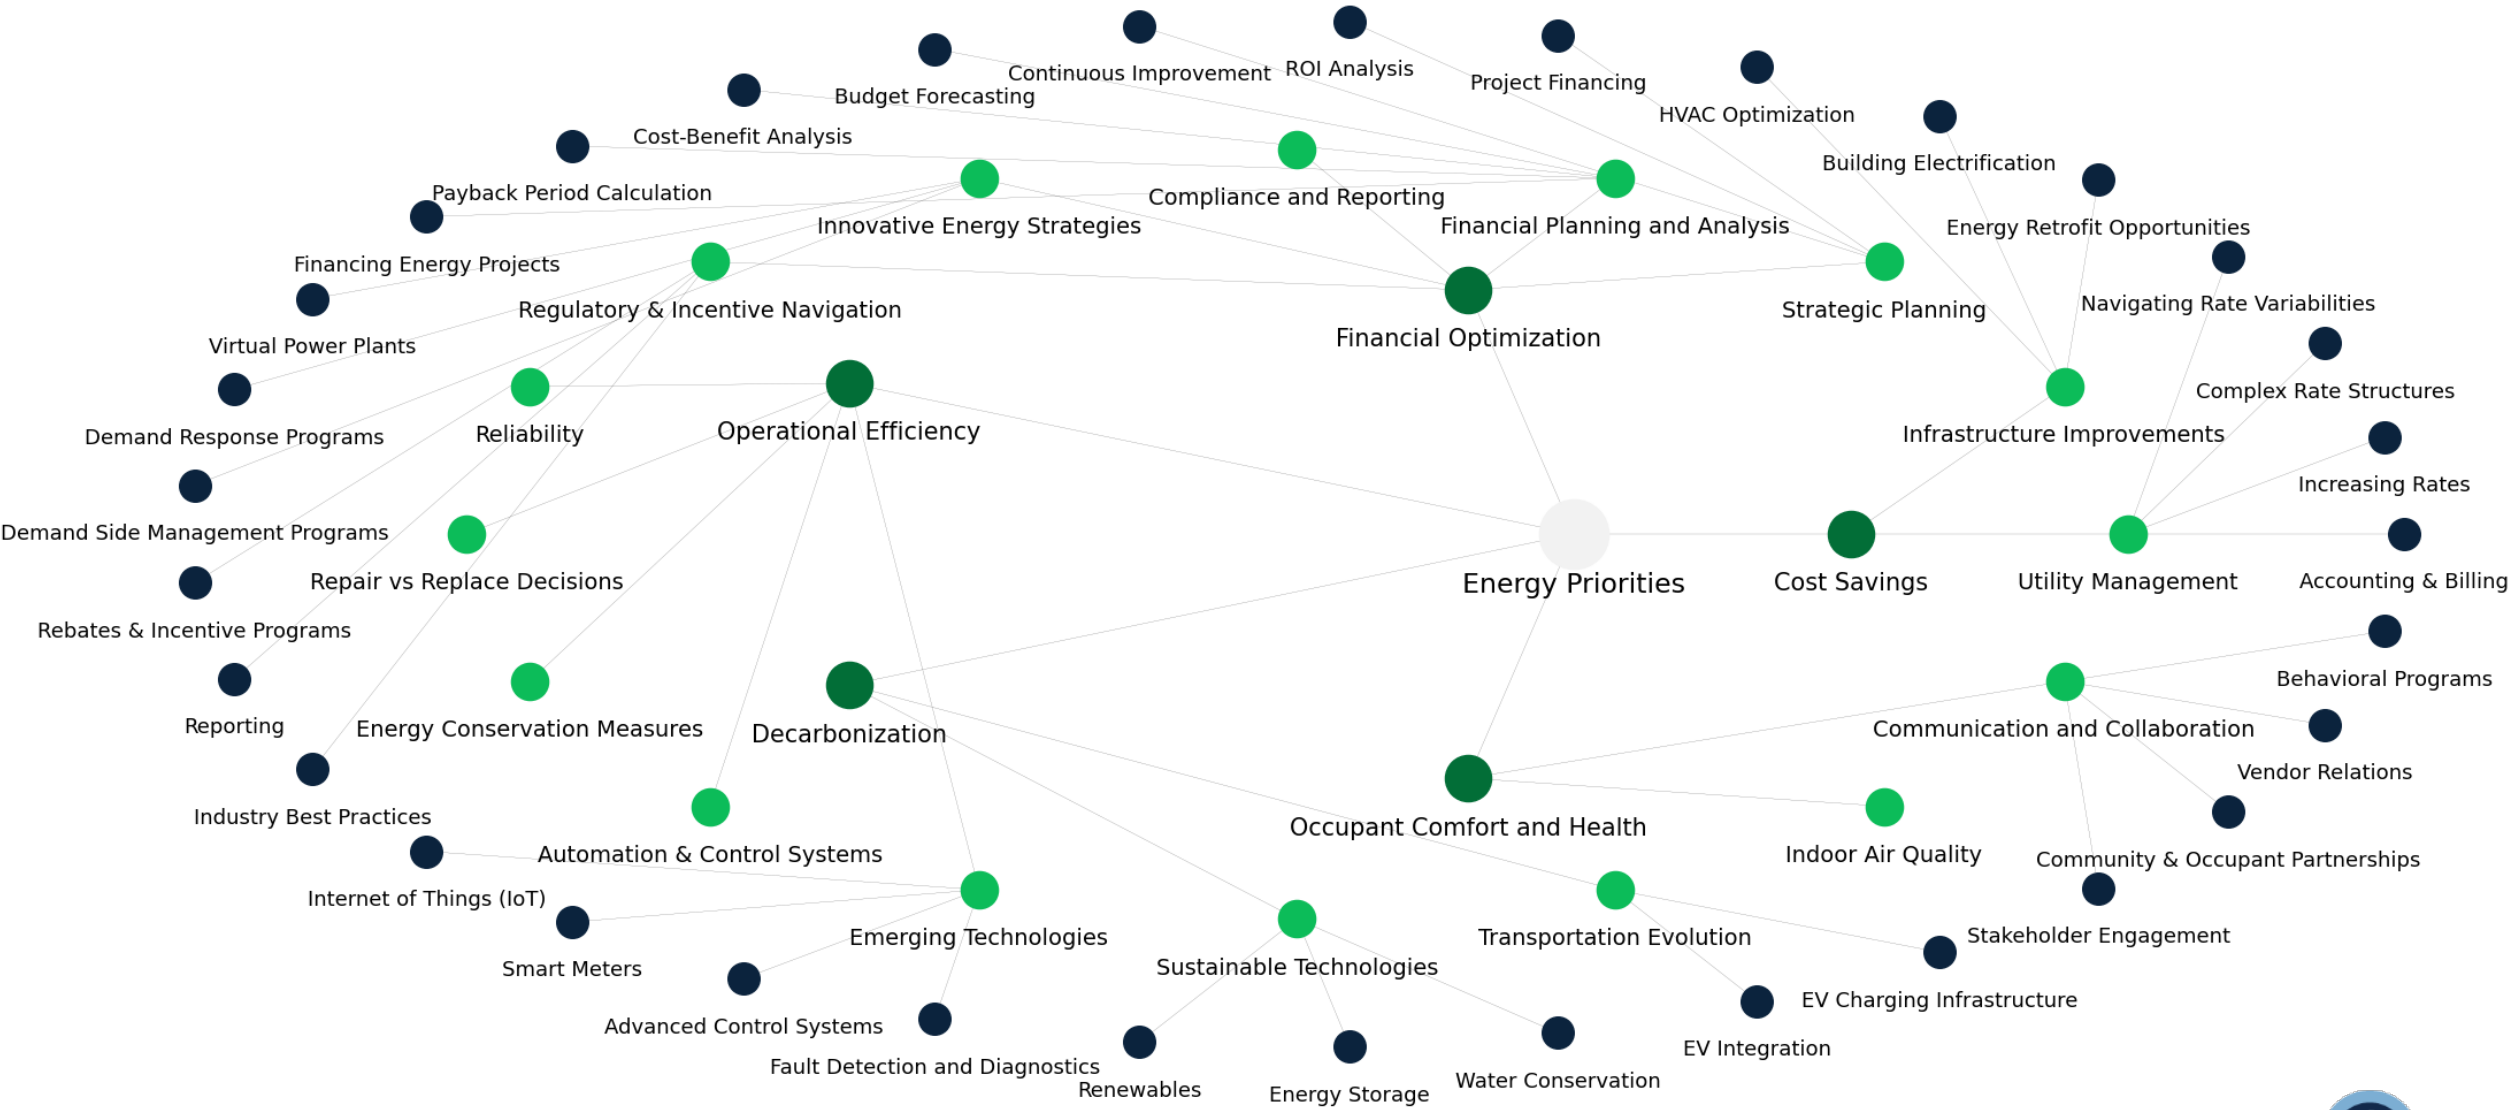 Continuous Improvement
ROI Analysis
Project Financing
Budget Forecasting
HVAC Optimization
Cost-Benefit Analysis
Building Electrification
Payback Period Calculation
Compliance and Reporting
Innovative Energy Strategies
Financial Planning and Analysis
Energy Retrofit Opportunities
Financing Energy Projects
Navigating Rate Variabilities
Regulatory & Incentive Navigation
Strategic Planning
Financial Optimization
Virtual Power Plants
Complex Rate Structures
Demand Response Programs
Reliability
Operational Efficiency
Infrastructure Improvements
Increasing Rates
Demand Side Management Programs
Repair vs Replace Decisions
Energy Priorities
Cost Savings
Utility Management
Accounting & Billing
Rebates & Incentive Programs
Behavioral Programs
Reporting
Energy Conservation Measures
Decarbonization
Communication and Collaboration
Vendor Relations
Industry Best Practices
Occupant Comfort and Health
Automation & Control Systems
Indoor Air Quality
Community & Occupant Partnerships
Internet of Things (IoT)
Emerging Technologies
Transportation Evolution
Stakeholder Engagement
Smart Meters
Sustainable Technologies
EV Charging Infrastructure
Advanced Control Systems
EV Integration
Fault Detection and Diagnostics
Renewables
Energy Storage
Water Conservation